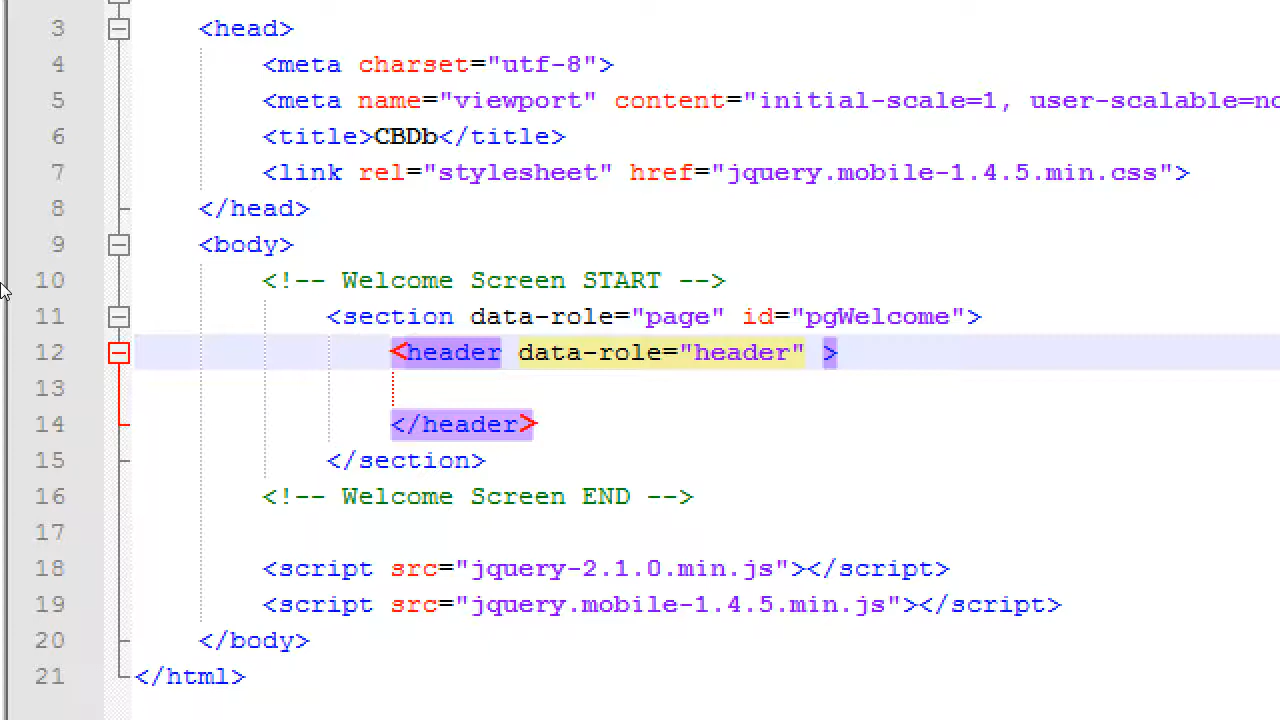 3 <head>
4 <meta charset="utf-8">
5 <meta name="viewport" content="initial-scale=1, user-scalable=no
6 <title>CBDb</title>
7 <link rel="stylesheet" href="jquery.mobile-1.4.5.min.css">
8 </head>
9 <body>
10 <!-- Welcome Screen START -->
11 <section data-role="page" id="pgWelcome">
12 <header data-role="header" >
13
14 </header>
15 </section>
16 <!-- Welcome Screen END -->
17
18 <script src="jquery-2.1.0.min.js"></script>
19 <script src="jquery.mobile-1.4.5.min.js"></script>
20 </body>
21 </html>